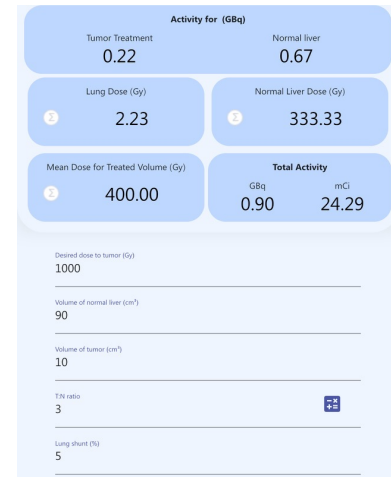 Activity for (GBq)
Tumor Treatment
Normal liver
0.22
0.67
Lung Dose (Gy)
Normal Liver Dose (Gy)
Σ
2.23
Σ
333.33
Mean Dose for Treated Volume (Gy)
Total Activity
Σ
400.00
GBq
mCi
0.90
24.29
Desired dose to tumor (Gy)
1000
Volume of normal liver (cm³)
90
Volume of tumor (cm³)
10
T:N ratio
3
Lung shunt (%)
5